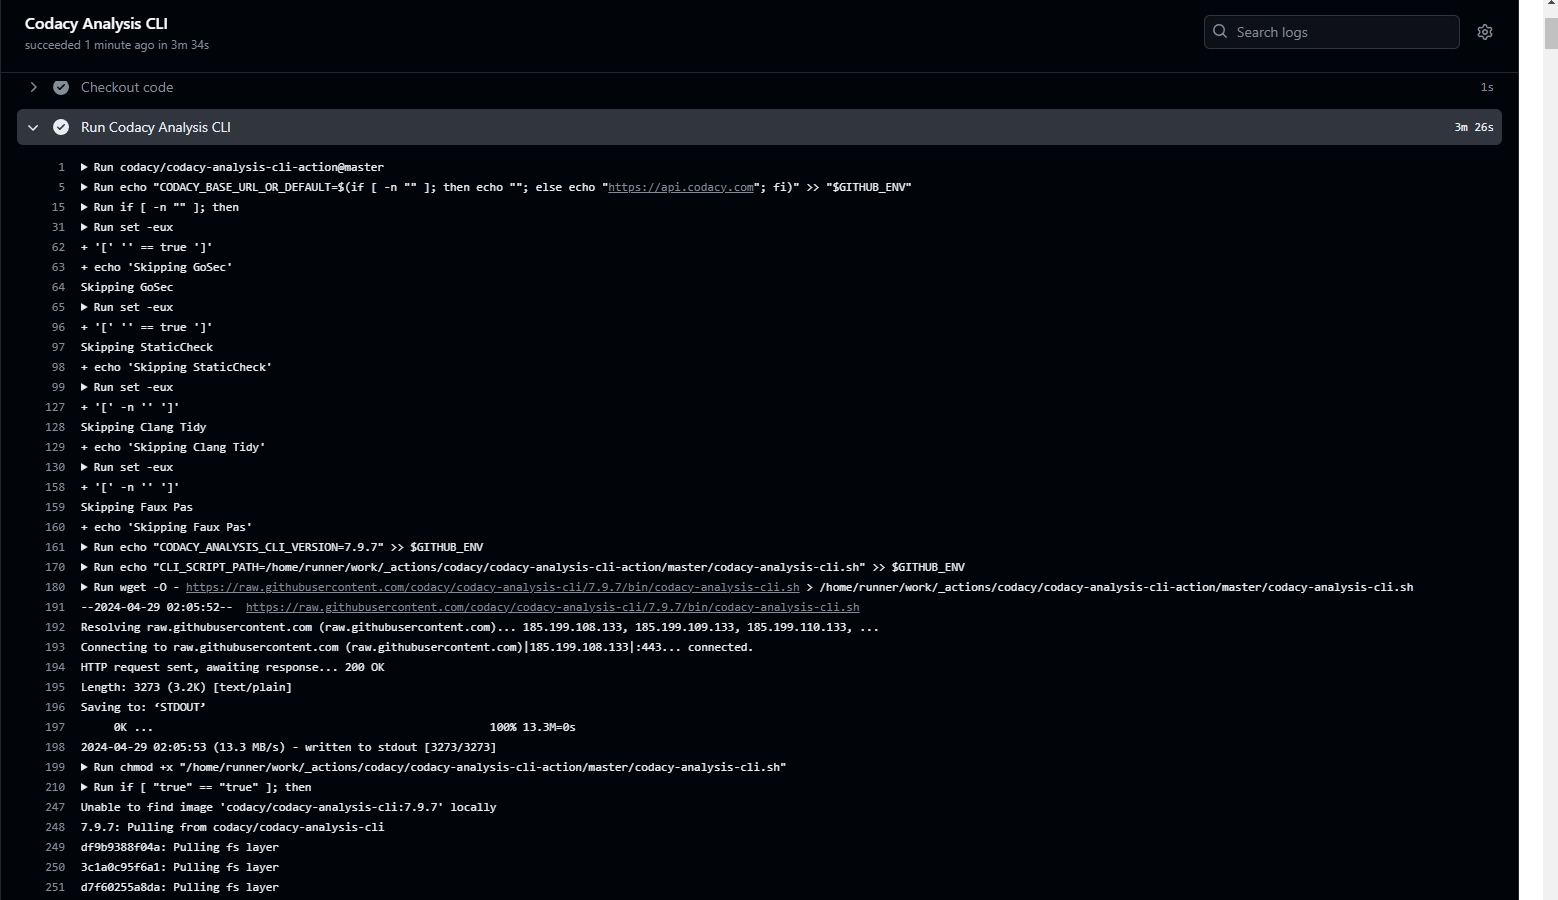 Codacy Analysis CLI
succeeded 1 minute ago in 3m 34s
Search logs
Checkout code 1s
Run Codacy Analysis CLI 3m 26s
1 ▶ Run codacy/codacy-analysis-cli-action@master
5 ▶ Run echo "CODACY_BASE_URL_OR_DEFAULT=$(if [ -n "" ]; then echo ""; else echo "https://api.codacy.com"; fi)" >> "$GITHUB_ENV"
15 ▶ Run if [ -n "" ]; then
31 ▶ Run set -eux
62 + '[' '' == true ']'
63 + echo 'Skipping GoSec'
64 Skipping GoSec
65 ▶ Run set -eux
96 + '[' '' == true ']'
97 Skipping StaticCheck
98 + echo 'Skipping StaticCheck'
99 ▶ Run set -eux
127 + '[' -n '' ']'
128 Skipping Clang Tidy
129 + echo 'Skipping Clang Tidy'
130 ▶ Run set -eux
158 + '[' -n '' ']'
159 Skipping Faux Pas
160 + echo 'Skipping Faux Pas'
161 ▶ Run echo "CODACY_ANALYSIS_CLI_VERSION=7.9.7" >> $GITHUB_ENV
170 ▶ Run echo "CLI_SCRIPT_PATH=/home/runner/work/_actions/codacy/codacy-analysis-cli-action/master/codacy-analysis-cli.sh" >> $GITHUB_ENV
180 ▶ Run wget -O - https://raw.githubusercontent.com/codacy/codacy-analysis-cli/7.9.7/bin/codacy-analysis-cli.sh > /home/runner/work/_actions/codacy/codacy-analysis-cli-action/master/codacy-analysis-cli.sh
191 --2024-04-29 02:05:52-- https://raw.githubusercontent.com/codacy/codacy-analysis-cli/7.9.7/bin/codacy-analysis-cli.sh
192 Resolving raw.githubusercontent.com (raw.githubusercontent.com)... 185.199.108.133, 185.199.109.133, 185.199.110.133, ...
193 Connecting to raw.githubusercontent.com (raw.githubusercontent.com)|185.199.108.133|:443... connected.
194 HTTP request sent, awaiting response... 200 OK
195 Length: 3273 (3.2K) [text/plain]
196 Saving to: ‘STDOUT’
197 0K ... 100% 13.3M=0s
198 2024-04-29 02:05:53 (13.3 MB/s) - written to stdout [3273/3273]
199 ▶ Run chmod +x "/home/runner/work/_actions/codacy/codacy-analysis-cli-action/master/codacy-analysis-cli.sh"
210 ▶ Run if [ "true" == "true" ]; then
247 Unable to find image 'codacy/codacy-analysis-cli:7.9.7' locally
248 7.9.7: Pulling from codacy/codacy-analysis-cli
249 df9b9388f04a: Pulling fs layer
250 3c1a0c95f6a1: Pulling fs layer
251 d7f60255a8da: Pulling fs layer